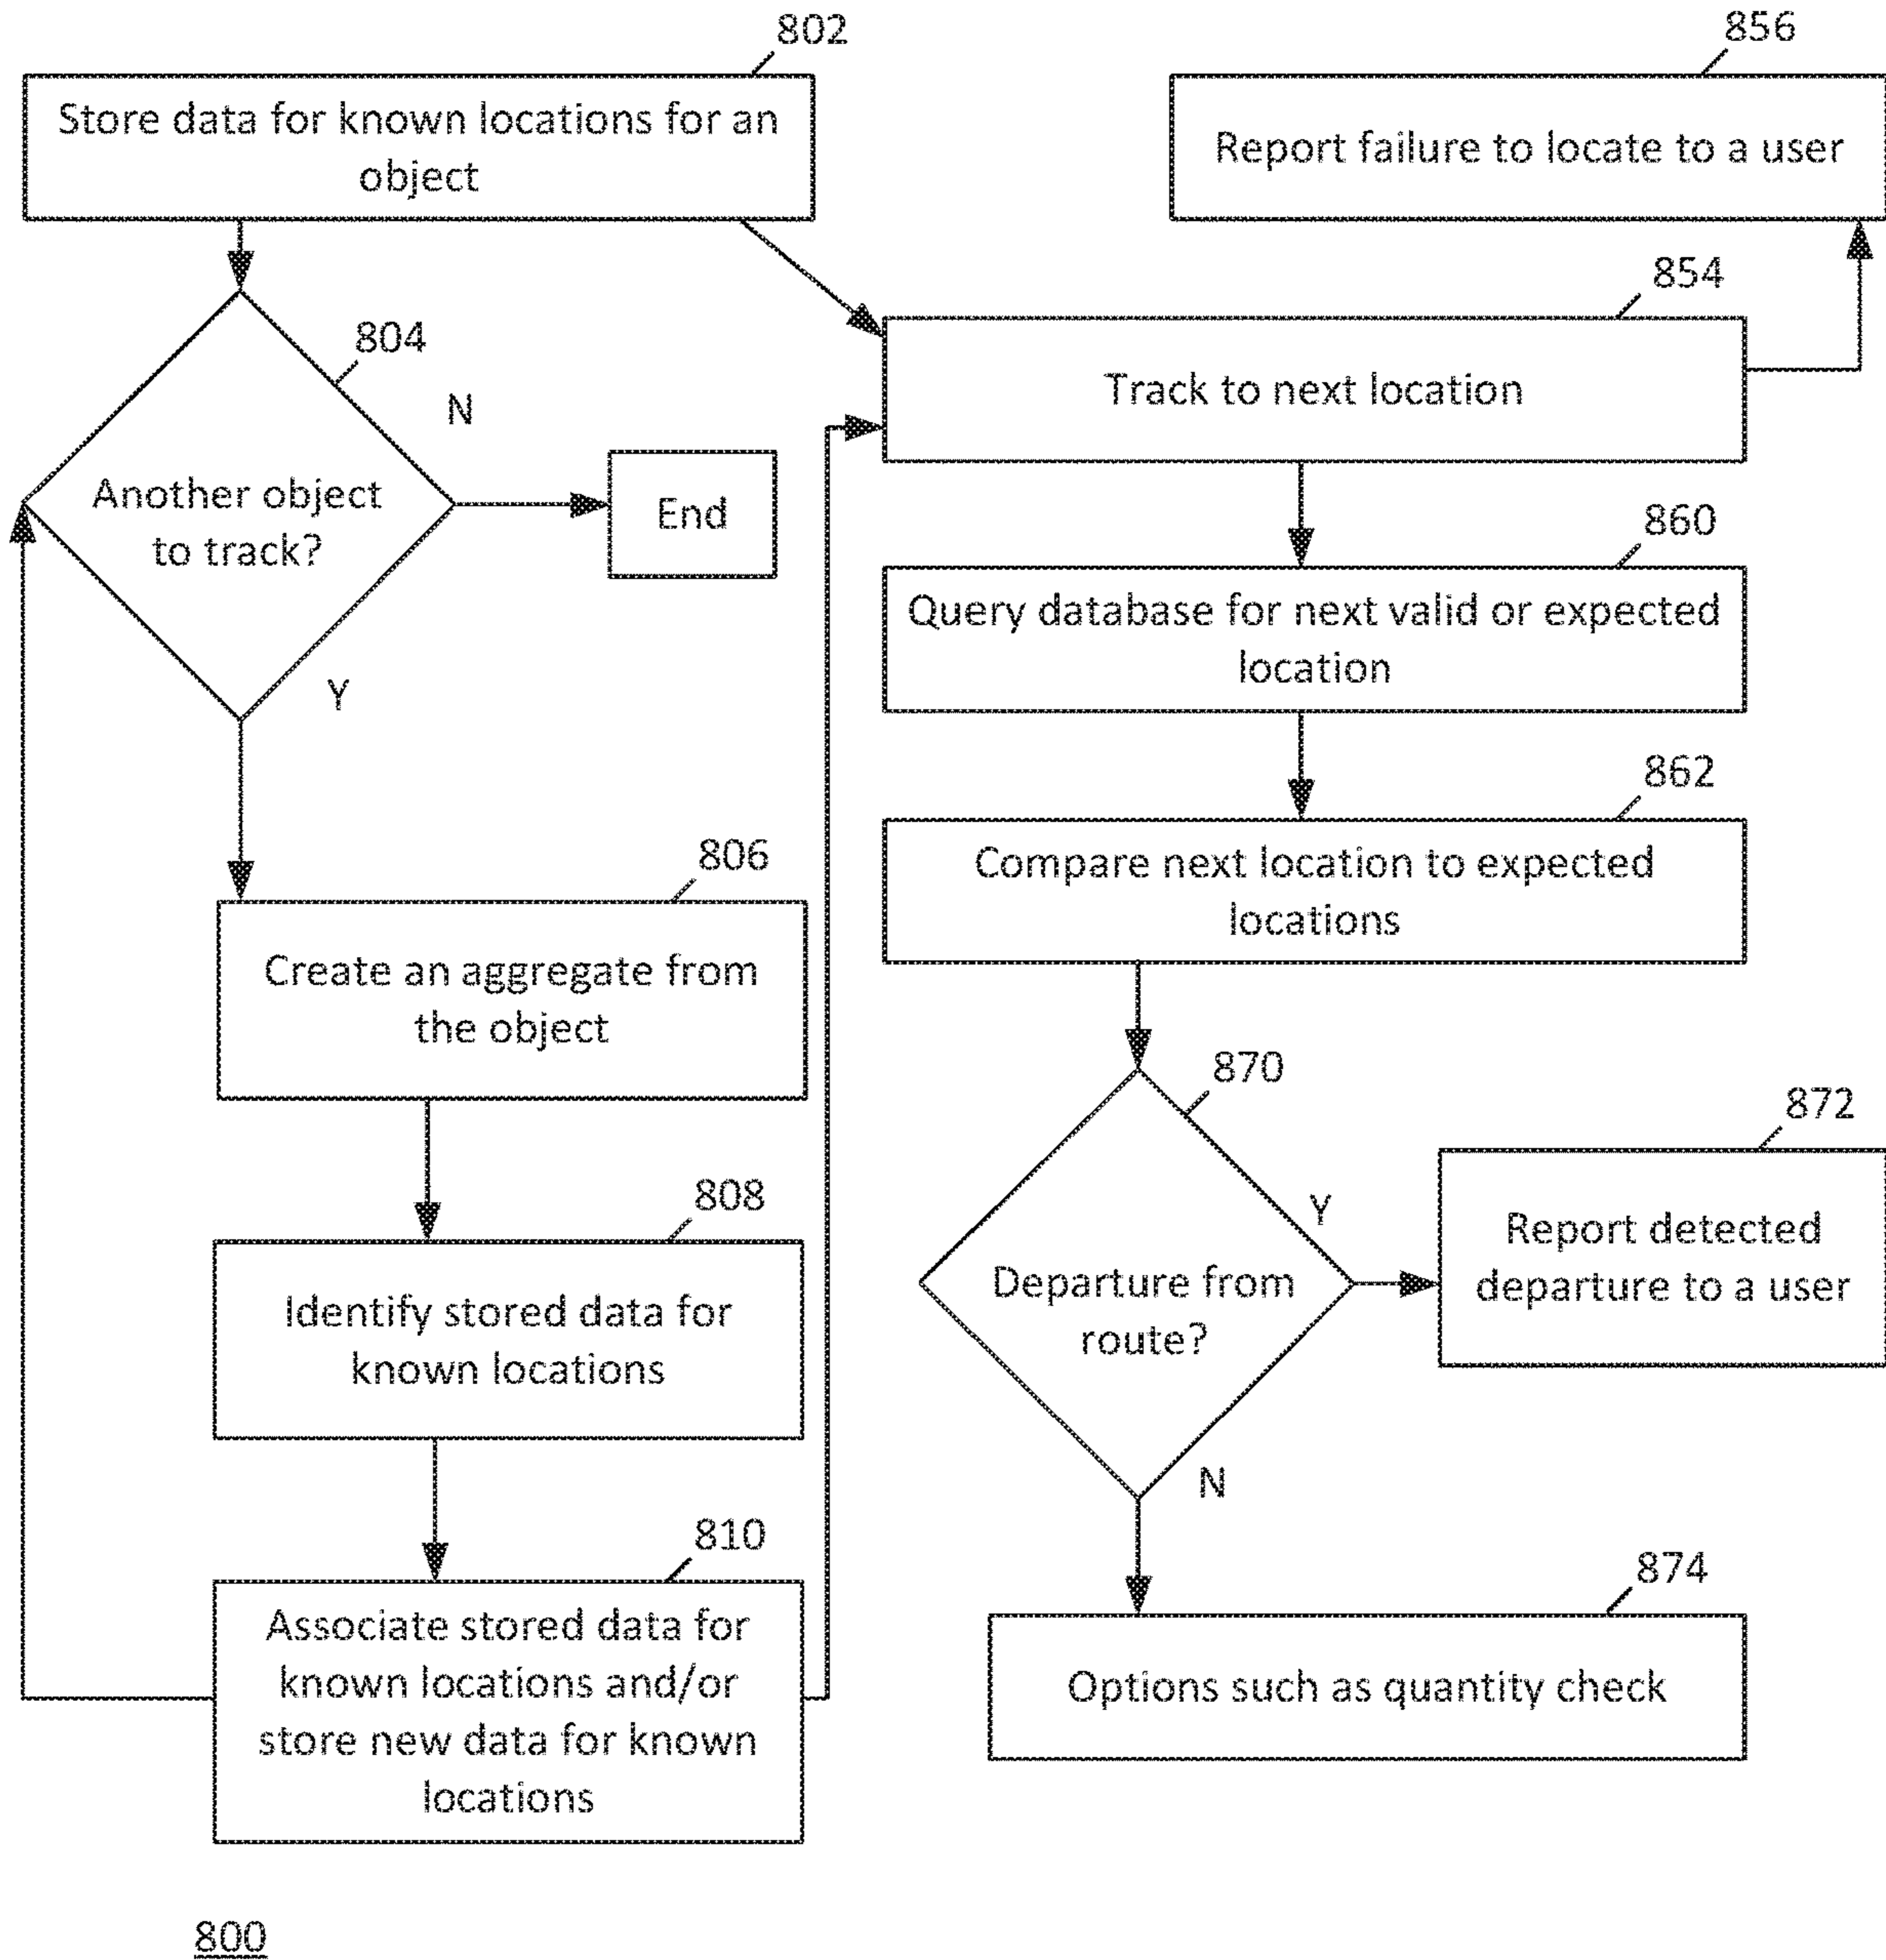 802
Store data for known locations for an
object
856
Report failure to locate to a user
804
N
Another object
to track?
Y
End
854
Track to next location
860
Query database for next valid or expected
location
862
Compare next location to expected
locations
806
Create an aggregate from
the object
808
Identify stored data for
known locations
810
Associate stored data for
known locations and/or
store new data for known
locations
870
Y
Departure from
route?
N
872
Report detected
departure to a user
874
Options such as quantity check
800